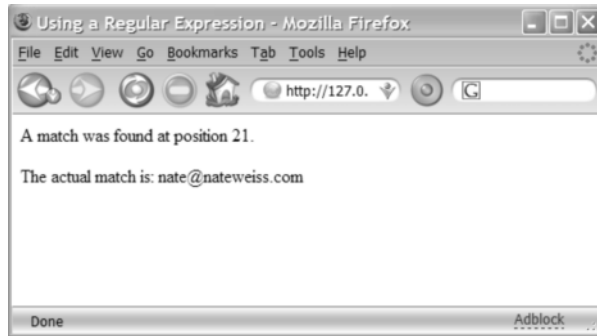 Using a Regular Expression - Mozilla Firefox
File Edit View Go Bookmarks Tab Tools Help
http://127.0. G
A match was found at position 21.
The actual match is: nate@nateweiss.com
Done Adblock